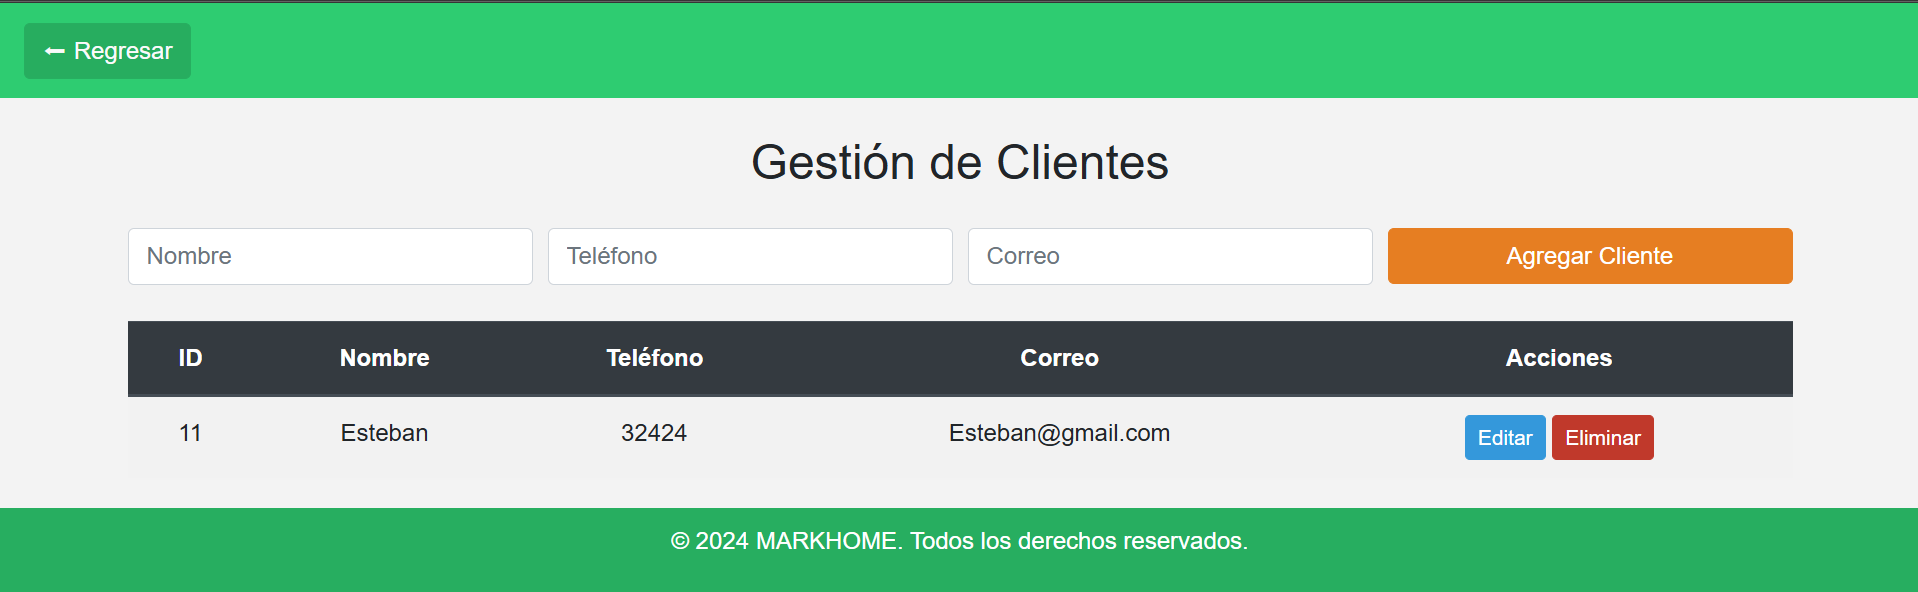 Regresar
Gestión de Clientes
Nombre Teléfono Correo Agregar Cliente
ID Nombre Teléfono Correo Acciones
11 Esteban 32424 Esteban@gmail.com Editar Eliminar
© 2024 MARKHOME. Todos los derechos reservados.